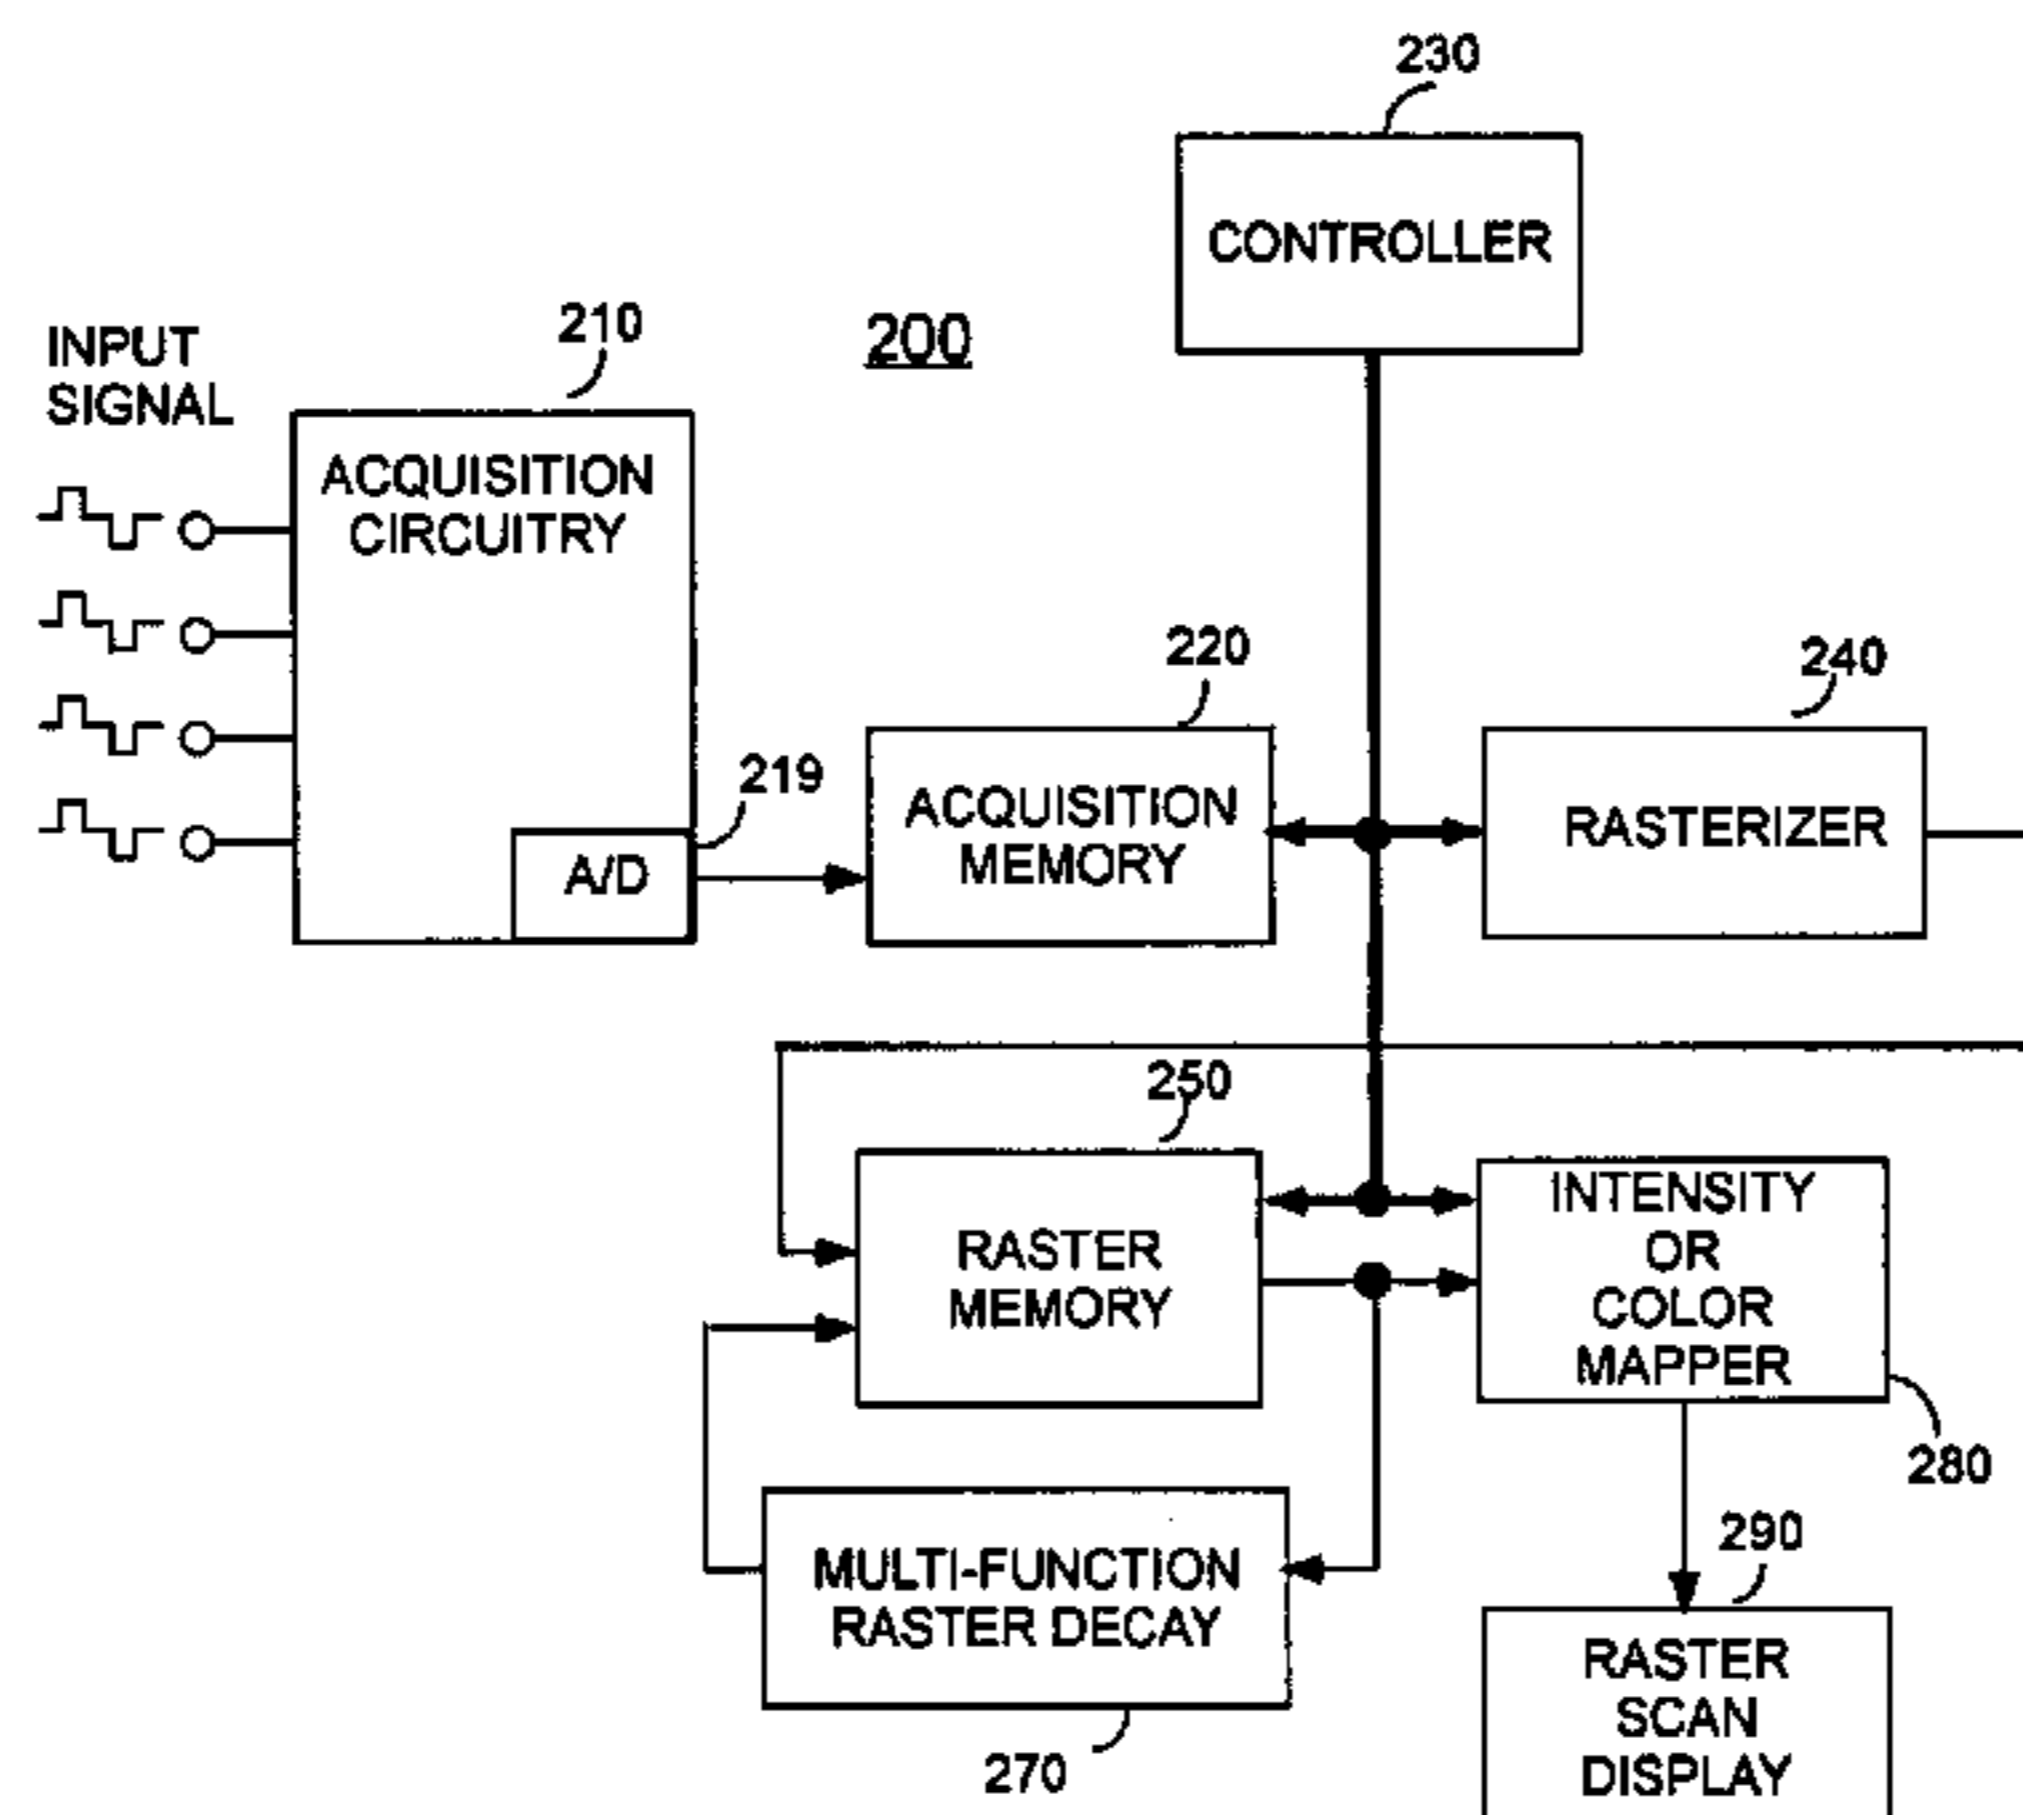 230
CONTROLLER
INPUT
SIGNAL
210
200
ACQUISITION
CIRCUITRY
220
240
219
ACQUISITION
MEMORY
RASTERIZER
A/D
250
RASTER
MEMORY
INTENSITY
OR
COLOR
MAPPER
280
290
MULTI-FUNCTION
RASTER DECAY
270
RASTER
SCAN
DISPLAY